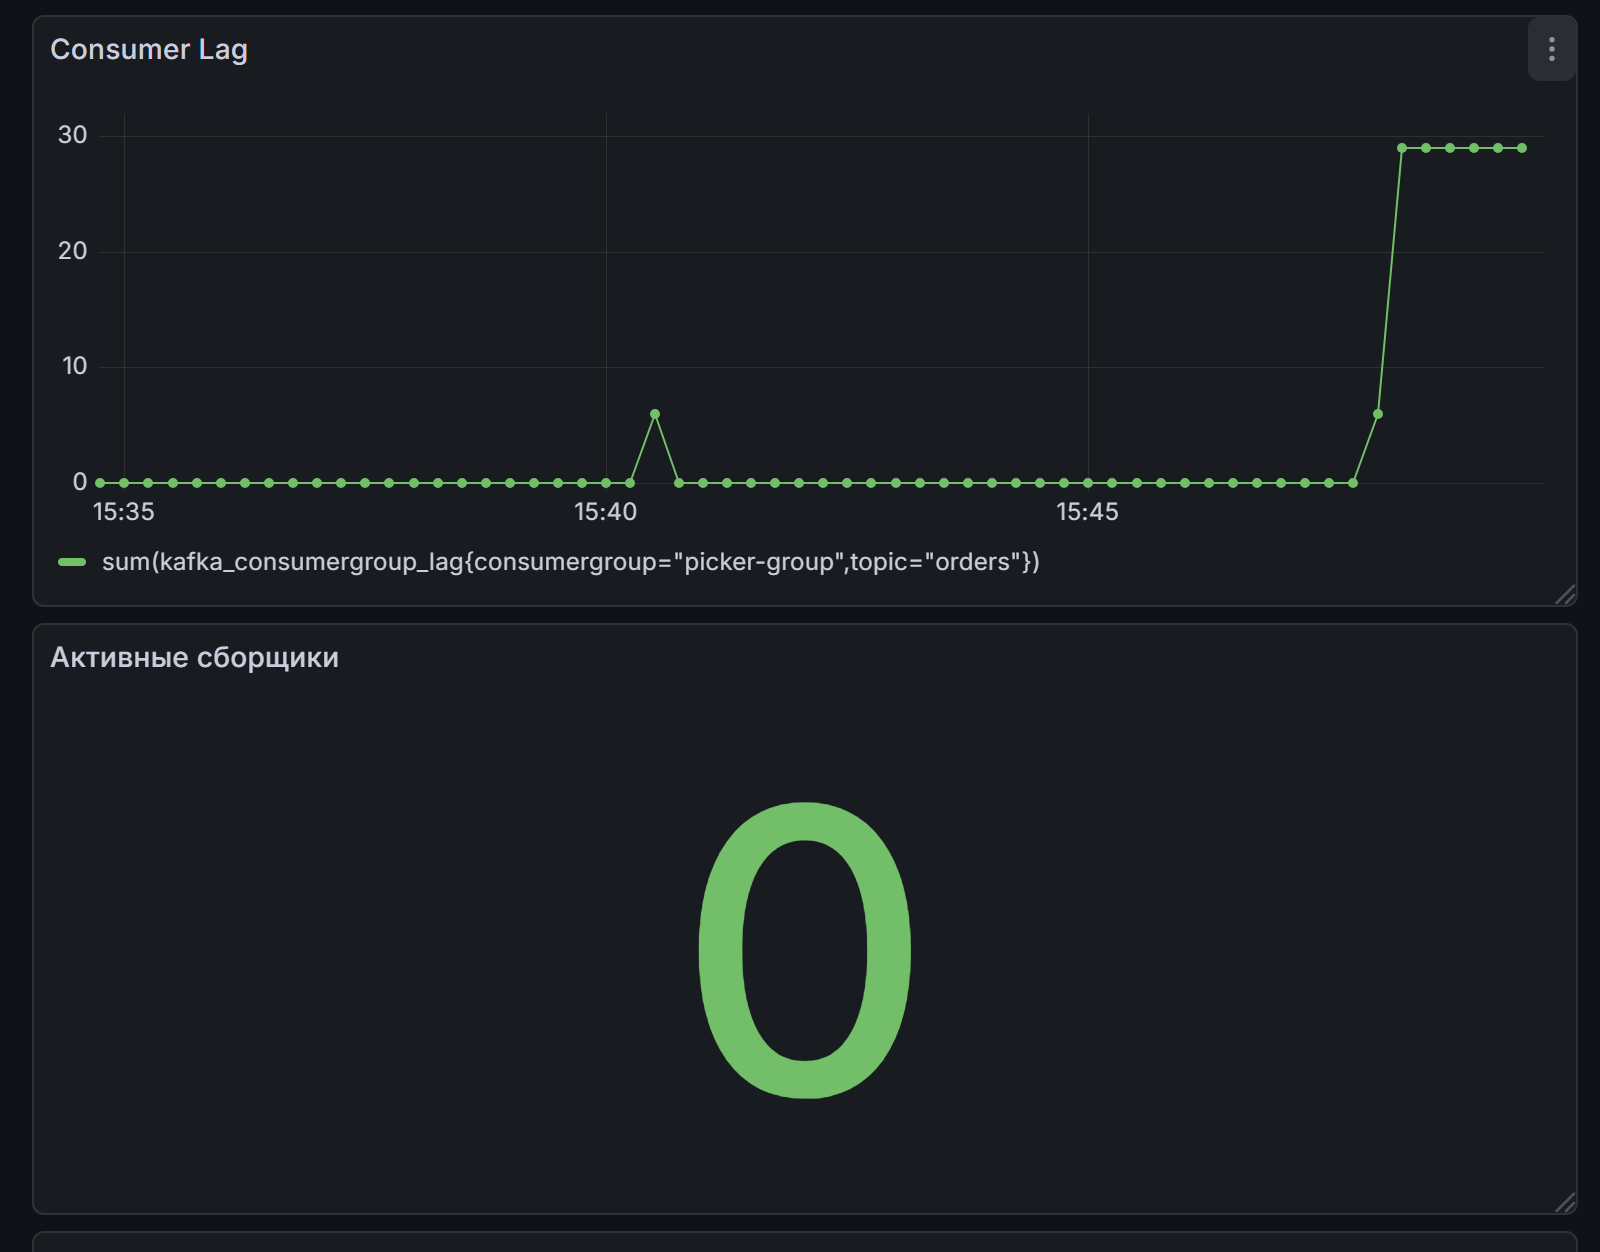 Consumer Lag
30
20
10
0
15:35 15:40 15:45
sum(kafka_consumergroup_lag{consumergroup="picker-group",topic="orders"})
Активные сборщики
0